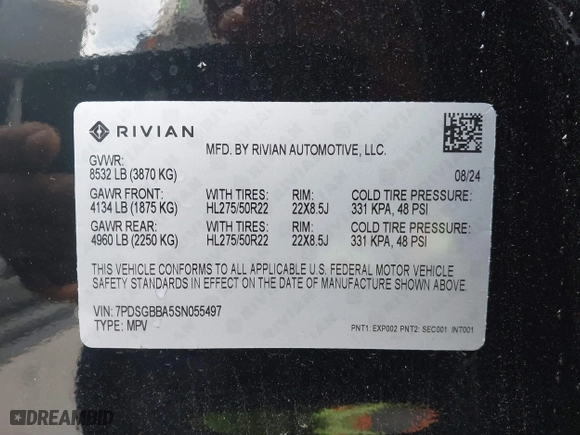 RIVIAN
MFD. BY RIVIAN AUTOMOTIVE, LLC.
GVWR:
8532 LB (3870 KG) 08/24
GAWR FRONT: WITH TIRES: RIM: COLD TIRE PRESSURE:
4134 LB (1875 KG) HL275/50R22 22X8.5J 331 KPA, 48 PSI
GAWR REAR: WITH TIRES: RIM: COLD TIRE PRESSURE:
4960 LB (2250 KG) HL275/50R22 22X8.5J 331 KPA, 48 PSI
THIS VEHICLE CONFORMS TO ALL APPLICABLE U.S. FEDERAL MOTOR VEHICLE
SAFETY STANDARDS IN EFFECT ON THE DATE OF MANUFACTURE SHOWN ABOVE.
VIN: 7PDSGBBA5SN055497
TYPE: MPV
PNT1: EXP002 PNT2: SEC001 INT001
DREAMBID